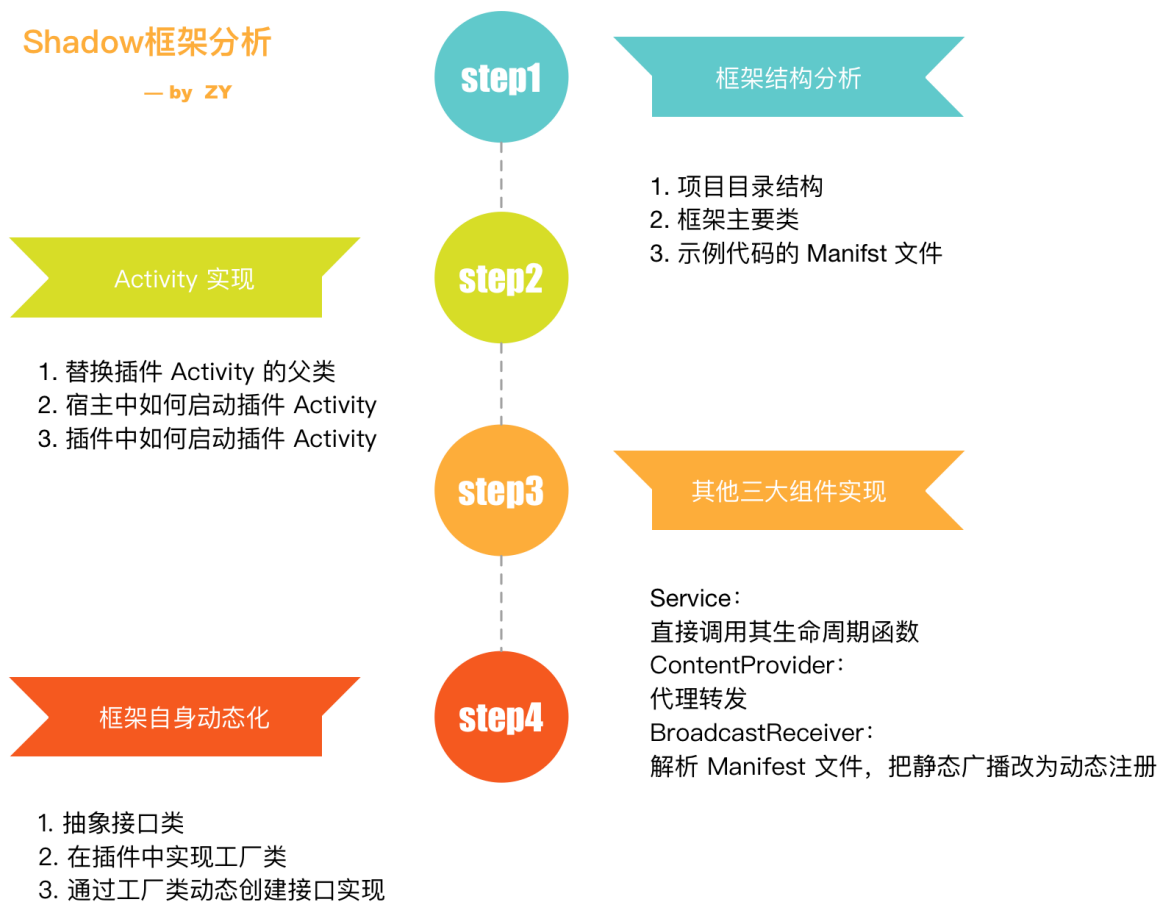 Shadow框架分析
— by ZY
step1
框架结构分析
1. 项目目录结构
2. 框架主要类
3. 示例代码的 Manifst 文件
step2
Activity 实现
1. 替换插件 Activity 的父类
2. 宿主中如何启动插件 Activity
3. 插件中如何启动插件 Activity
step3
其他三大组件实现
Service：
直接调用其生命周期函数
ContentProvider：
代理转发
BroadcastReceiver：
解析 Manifest 文件，把静态广播改为动态注册
step4
框架自身动态化
1. 抽象接口类
2. 在插件中实现工厂类
3. 通过工厂类动态创建接口实现